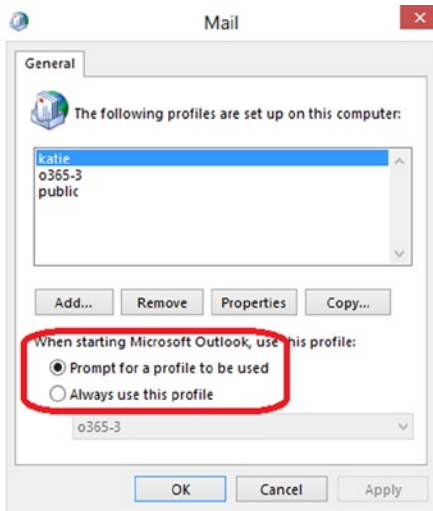 Mail
General
The following profiles are set up on this computer:
katie
o365-3
public
Add... Remove Properties Copy...
When starting Microsoft Outlook, use this profile:
Prompt for a profile to be used
Always use this profile
o365-3
OK Cancel Apply